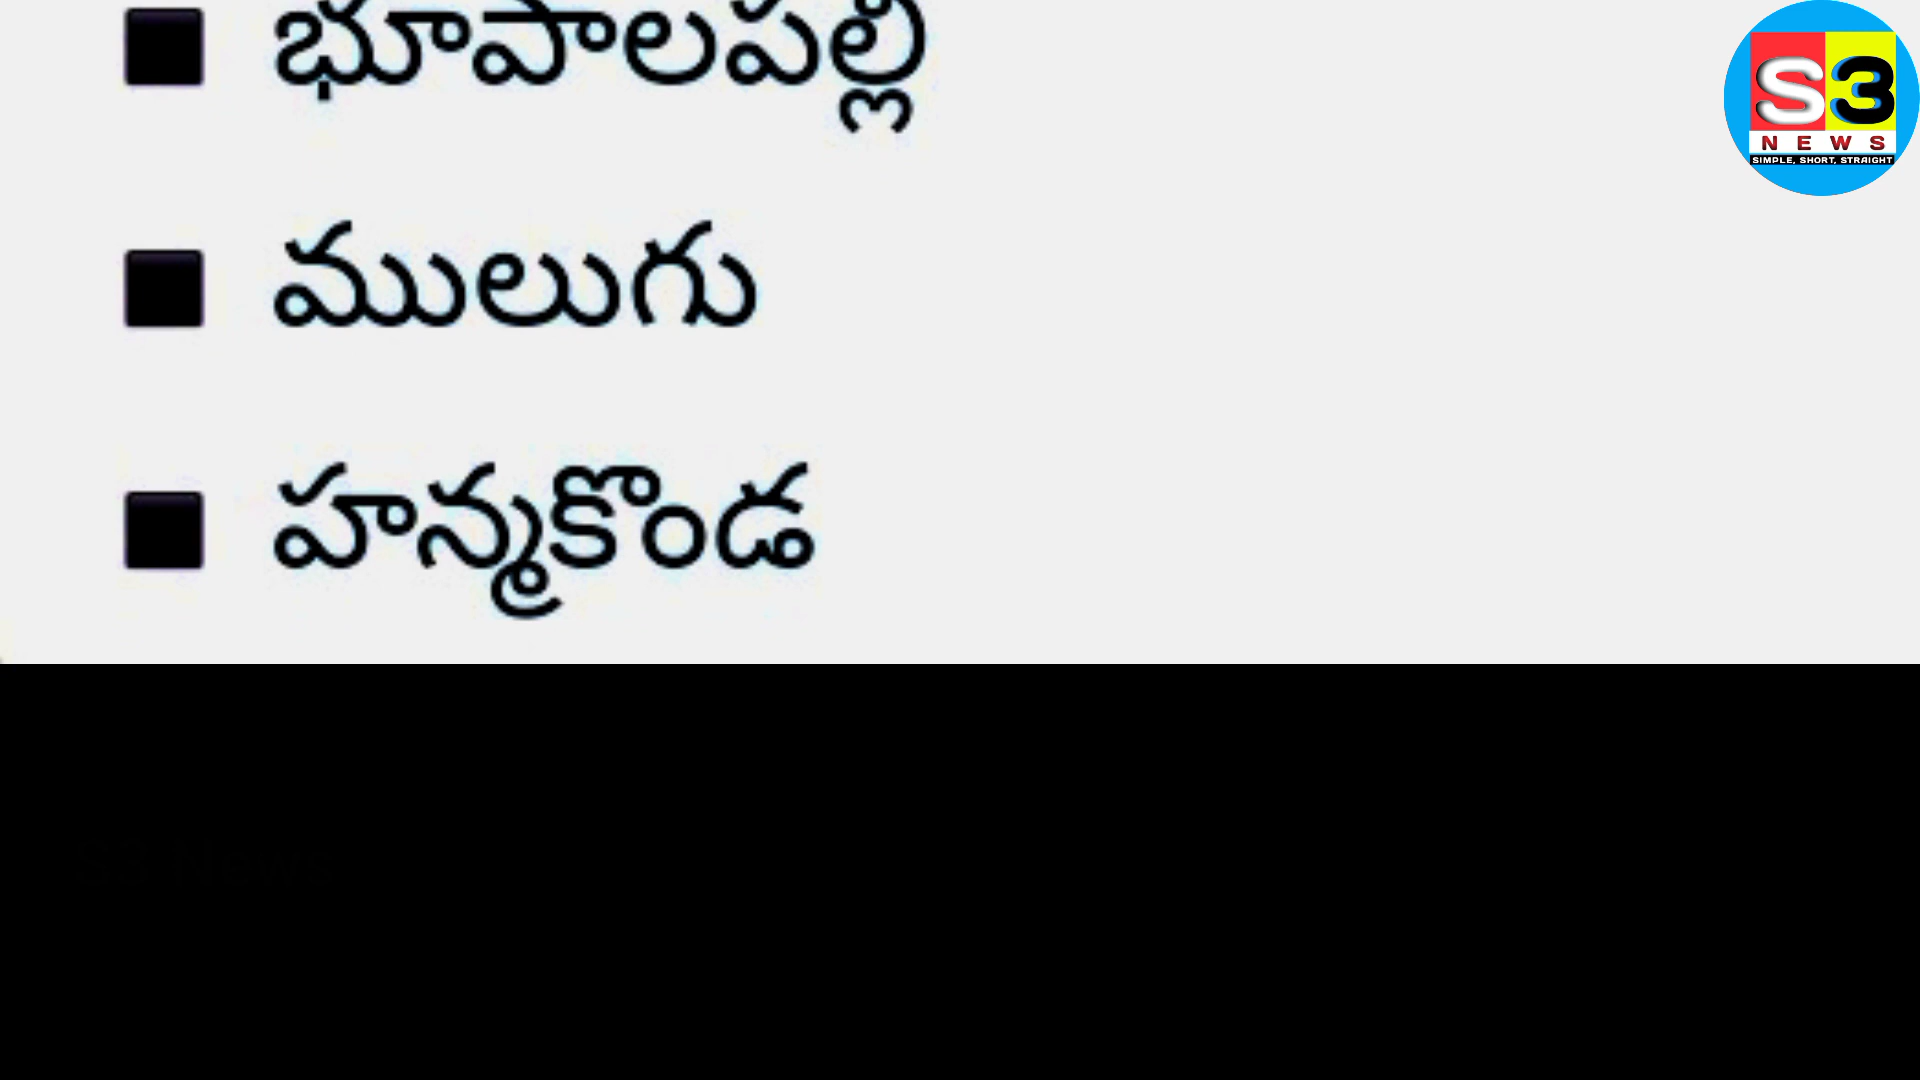 ■ భూపాలపల్లి
■ ములుగు
■ హన్మకొండ
S3
NEWS
SIMPLE, SHORT, STRAIGHT